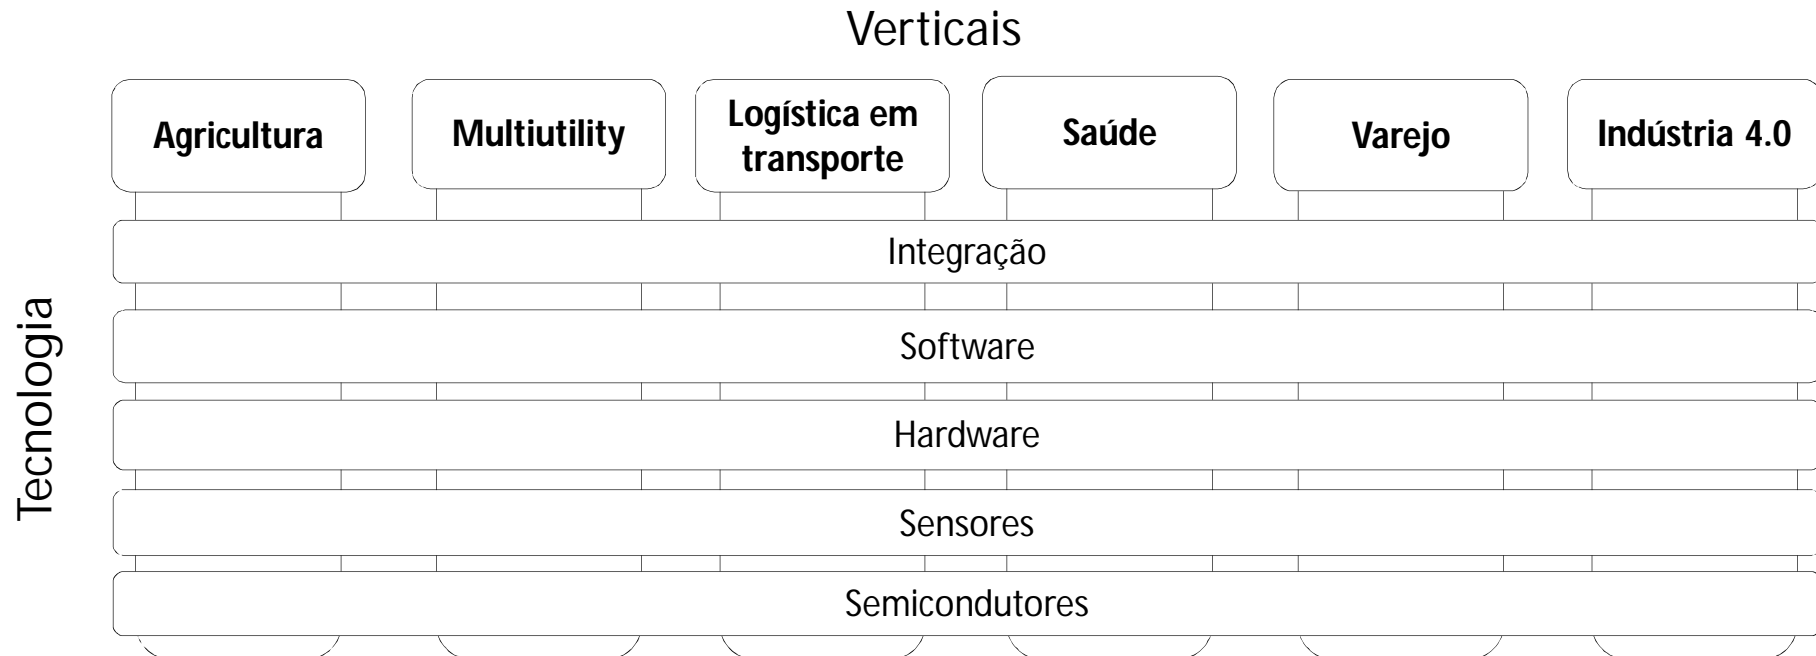 Verticais
Agricultura
Multiutility
Logística em
transporte
Saúde
Varejo
Indústria 4.0
Tecnologia
Integração
Software
Hardware
Sensores
Semicondutores